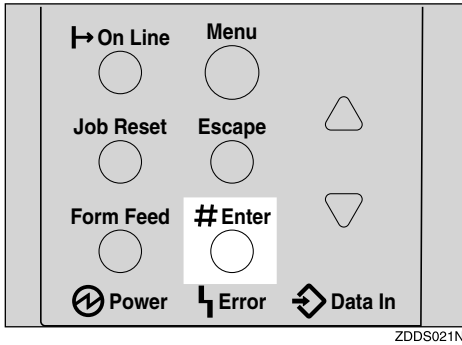 On Line Menu
Job Reset Escape
Form Feed # Enter
Power Error Data In
ZDDS021N